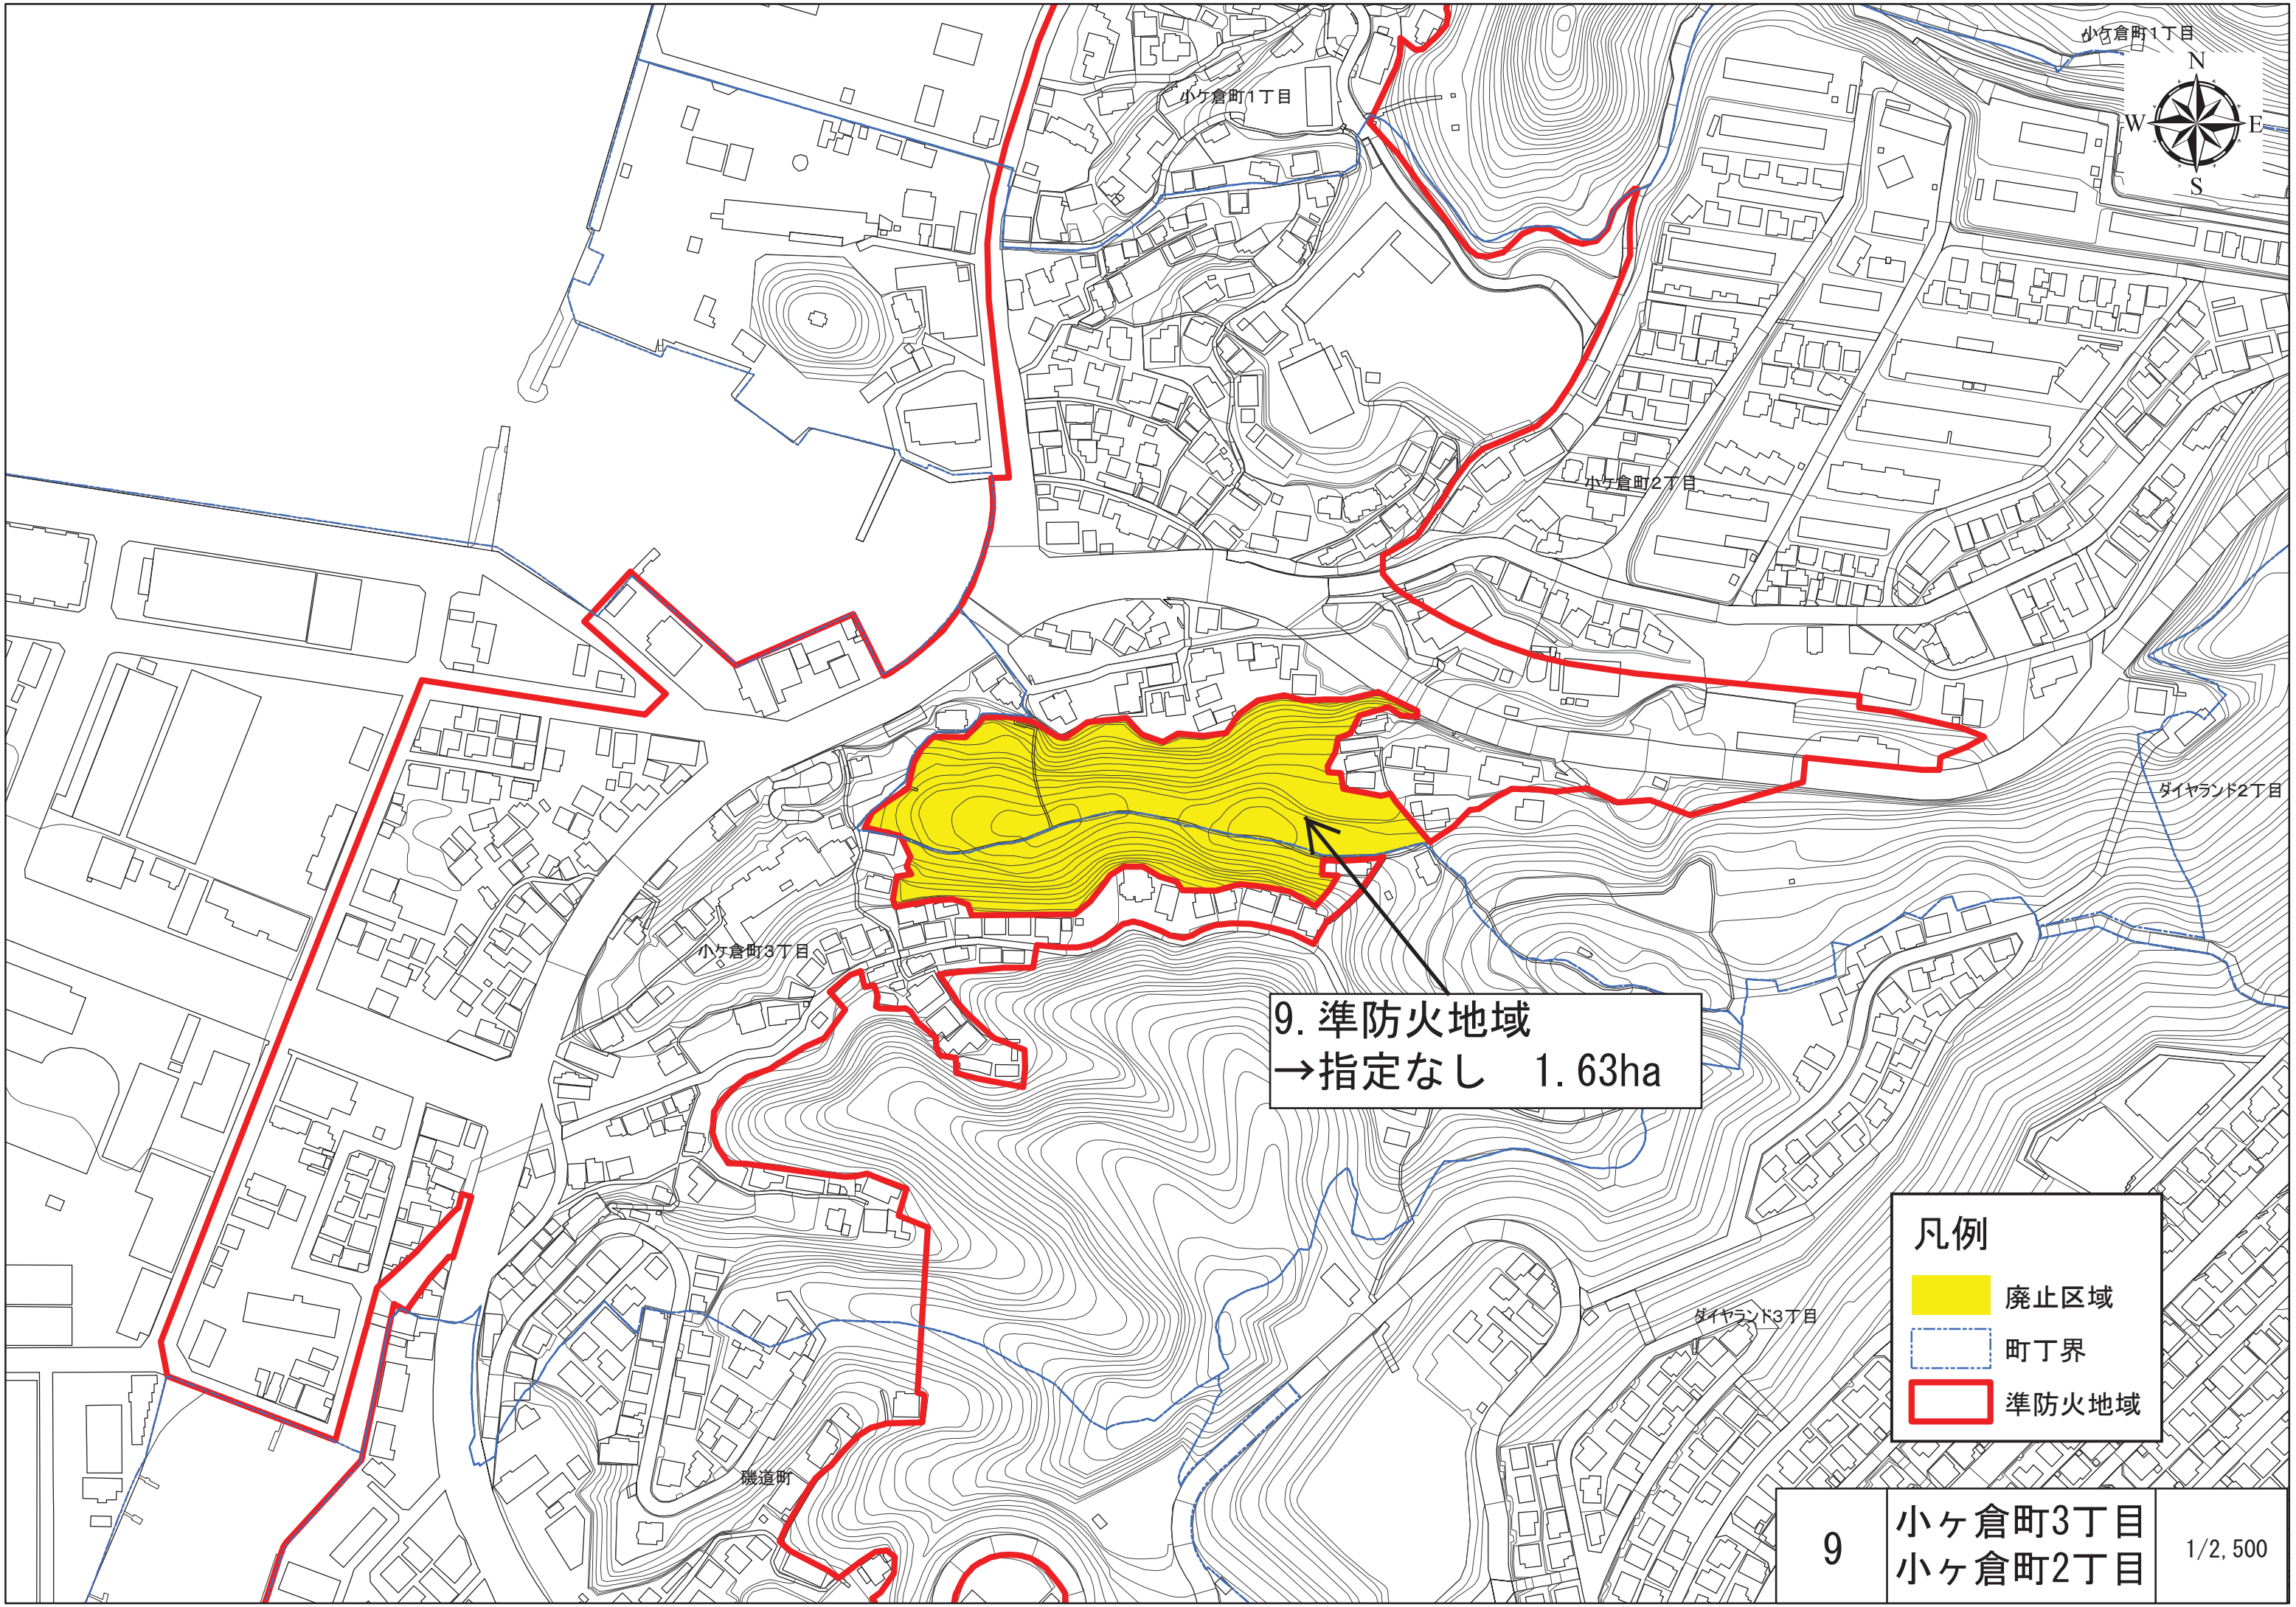 小ケ倉町1丁目
N
W
E
S
小ケ倉町1丁目
小ケ倉町2丁目
ダイヤランド2丁目
小ケ倉町3丁目
9. 準防火地域
→指定なし　1.63ha
ダイヤランド3丁目
磯道町
凡例
廃止区域
町丁界
準防火地域
9
小ヶ倉町3丁目
小ヶ倉町2丁目
1/2,500